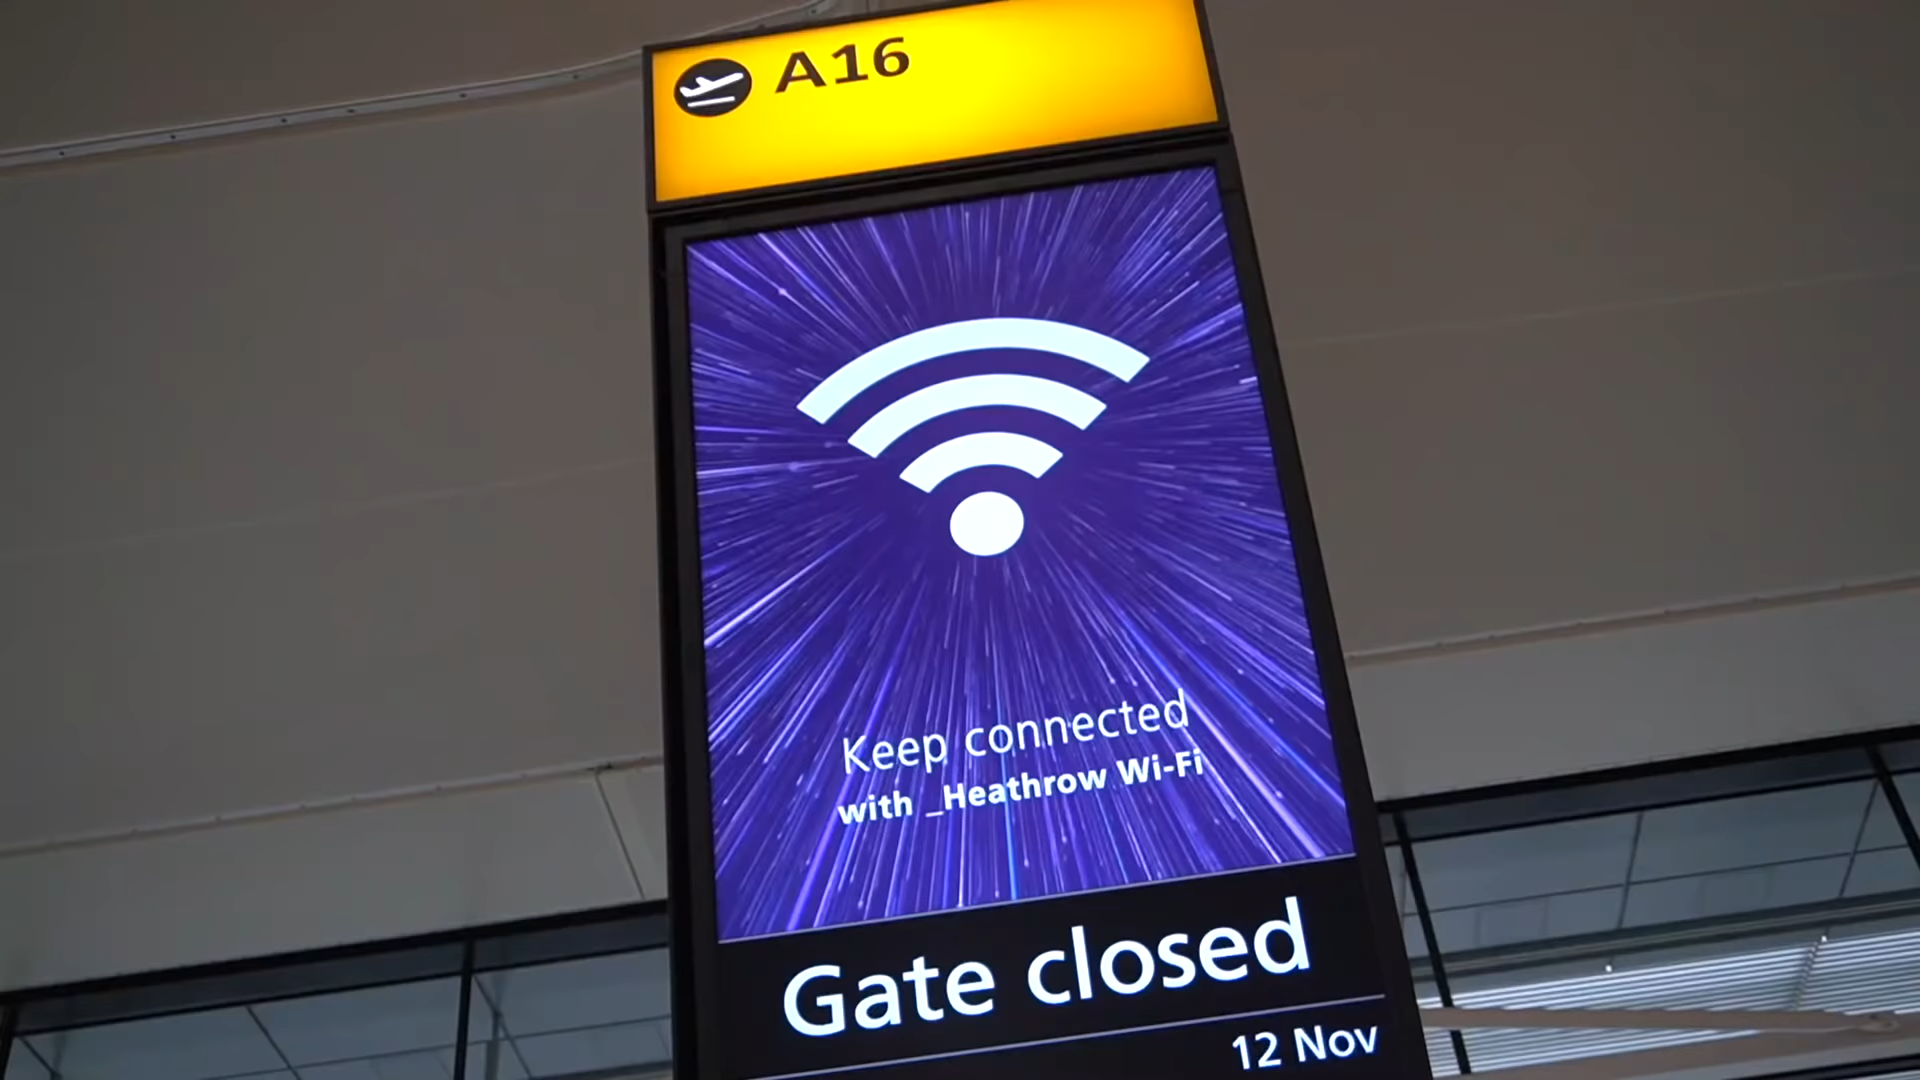 A16
Keep connected
with _Heathrow Wi-Fi
Gate closed
12 Nov